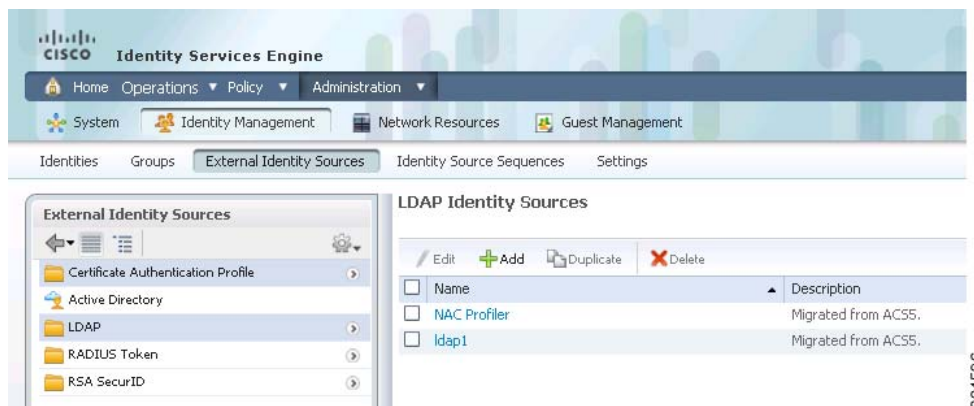 CISCO Identity Services Engine
Home Operations Policy Administration
System Identity Management Network Resources Guest Management
Identities Groups External Identity Sources Identity Source Sequences Settings
External Identity Sources
Certificate Authentication Profile
Active Directory
LDAP
RADIUS Token
RSA SecurID
LDAP Identity Sources
Edit Add Duplicate Delete
Name Description
NAC Profiler Migrated from ACS5.
ldap1 Migrated from ACS5.